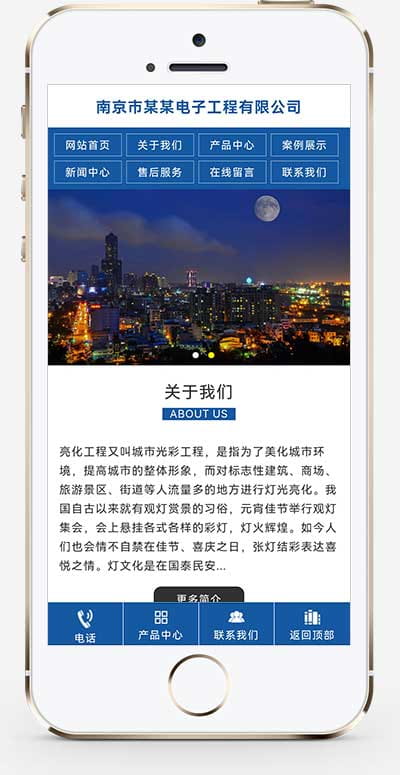 南京市某某电子工程有限公司
网站首页 关于我们 产品中心 案例展示
新闻中心 售后服务 在线留言 联系我们
关于我们
ABOUT US
亮化工程又叫城市光彩工程，是指为了美化城市环
境，提高城市的整体形象，而对标志性建筑、商场、
旅游景区、街道等人流量多的地方进行灯光亮化。我
国自古以来就有观灯赏景的习俗，元宵佳节举行观灯
集会，会上悬挂各式各样的彩灯，灯火辉煌。如今人
们也会情不自禁在佳节、喜庆之日，张灯结彩表达喜
悦之情。灯文化是在国泰民安...
更多简介
电话 产品中心 联系我们 返回顶部